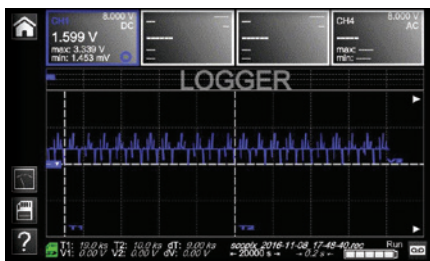 CH1 8.000 V
DC
1.599 V
max: 3.339 V
min: 1.453 mV
CH4 8.000 V
AC
max:
min:
LOGGER
T1
T2
T1: 19.0 ks T2: 10.0 ks dT: 9.00 ks
V1: 0.00 V V2: 0.00 V dV: 0.00 V
scopix_2016-11-08_17-48-40.rec
20000 s
0.2 s
Run
?